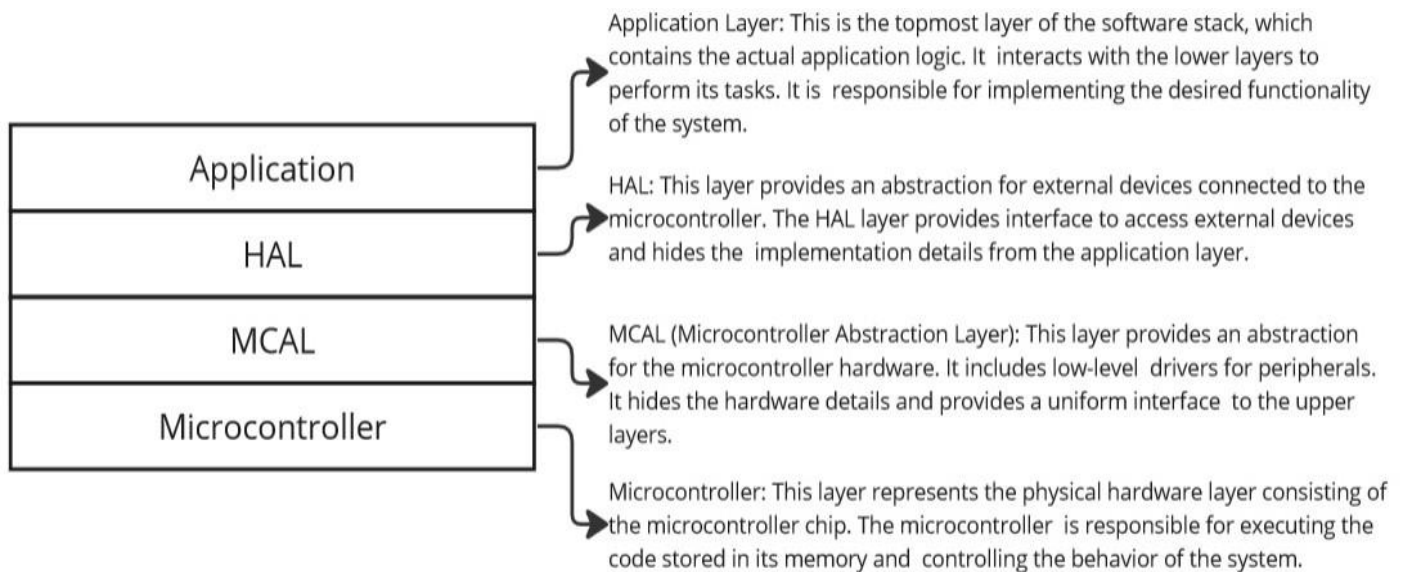 Application Layer: This is the topmost layer of the software stack, which
contains the actual application logic. It interacts with the lower layers to
perform its tasks. It is responsible for implementing the desired functionality
of the system.
Application
HAL: This layer provides an abstraction for external devices connected to the
microcontroller. The HAL layer provides interface to access external devices
and hides the implementation details from the application layer.
HAL
MCAL (Microcontroller Abstraction Layer): This layer provides an abstraction
for the microcontroller hardware. It includes low-level drivers for peripherals.
It hides the hardware details and provides a uniform interface to the upper
layers.
MCAL
Microcontroller
Microcontroller: This layer represents the physical hardware layer consisting of
the microcontroller chip. The microcontroller is responsible for executing the
code stored in its memory and controlling the behavior of the system.